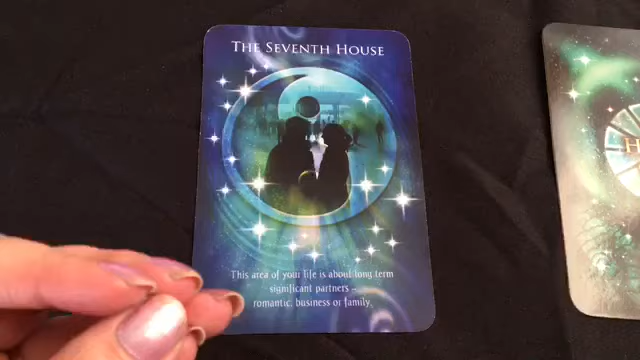 THE SEVENTH HOUSE
This area of your life is about long term
significant partners –
romantic, business or family.